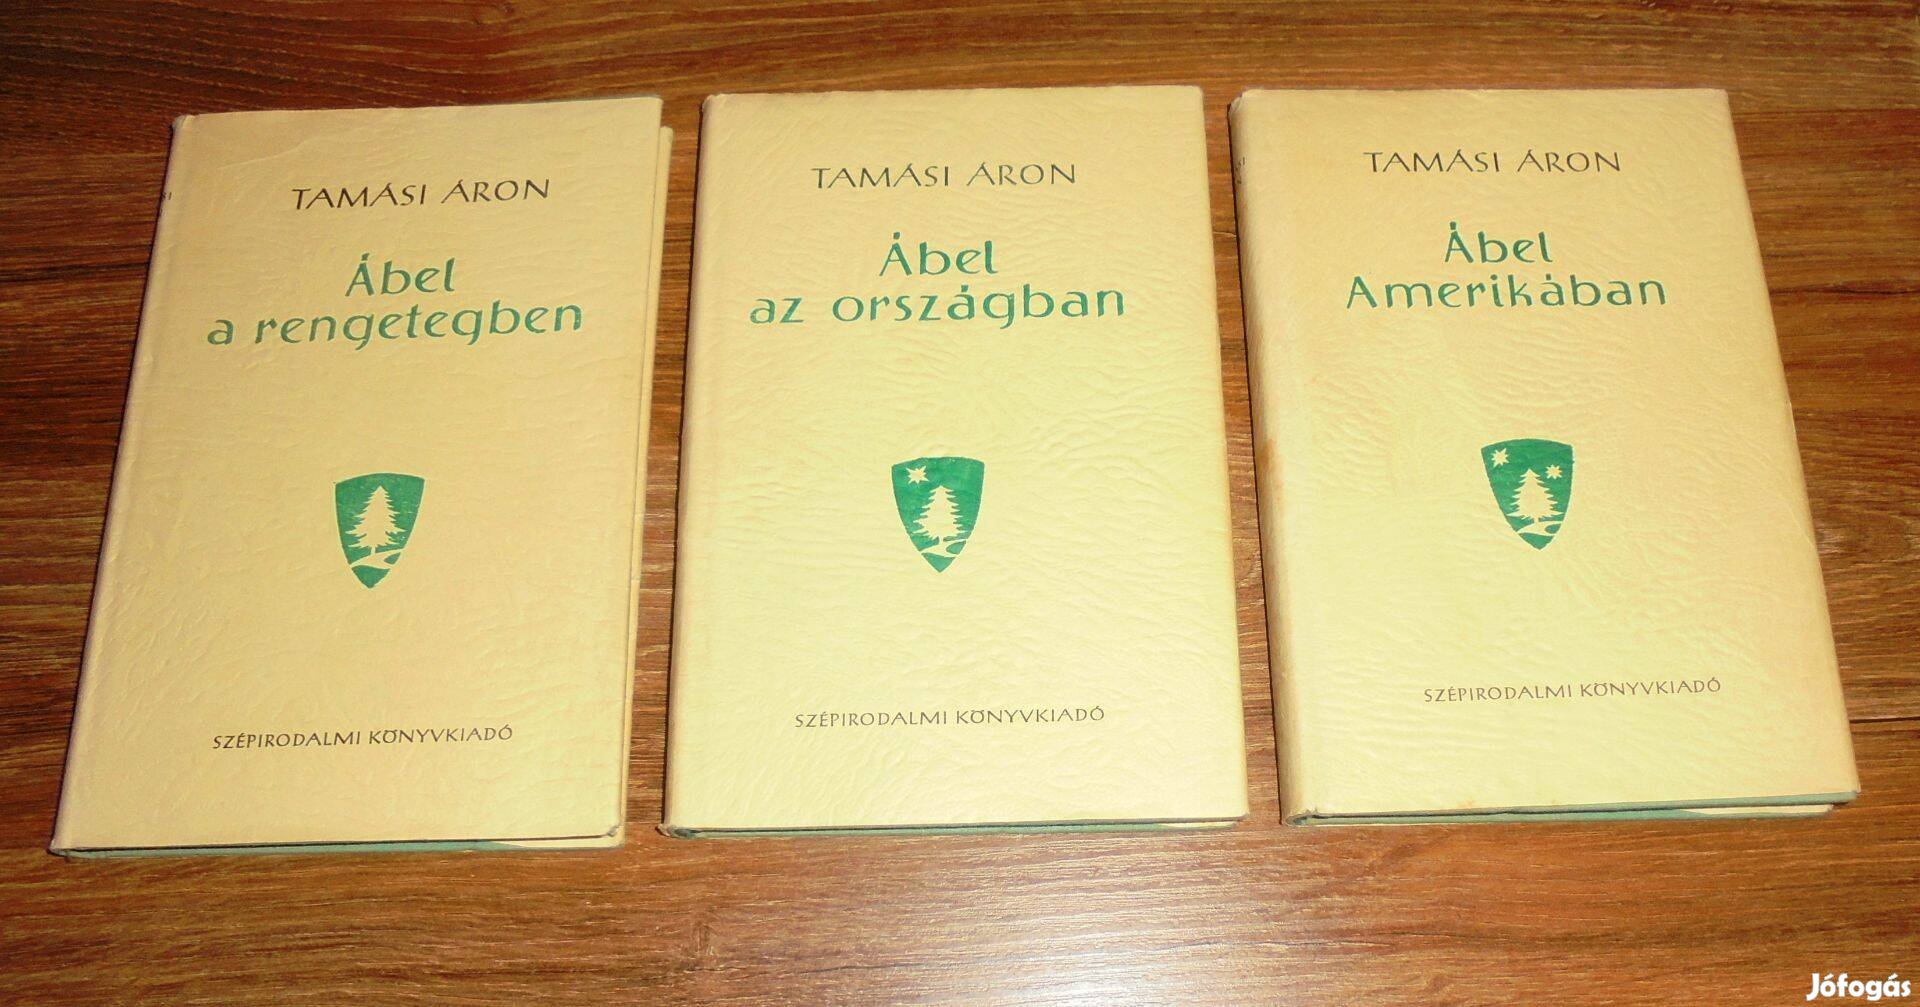 TAMÁSI ÁRON
Ábel
a rengetegben
SZÉPIRODALMI KÖNYVKIADÓ
TAMÁSI ÁRON
Ábel
az országban
SZÉPIRODALMI KÖNYVKIADÓ
TAMÁSI ÁRON
Ábel
Amerikában
SZÉPIRODALMI KÖNYVKIADÓ
Jófogás